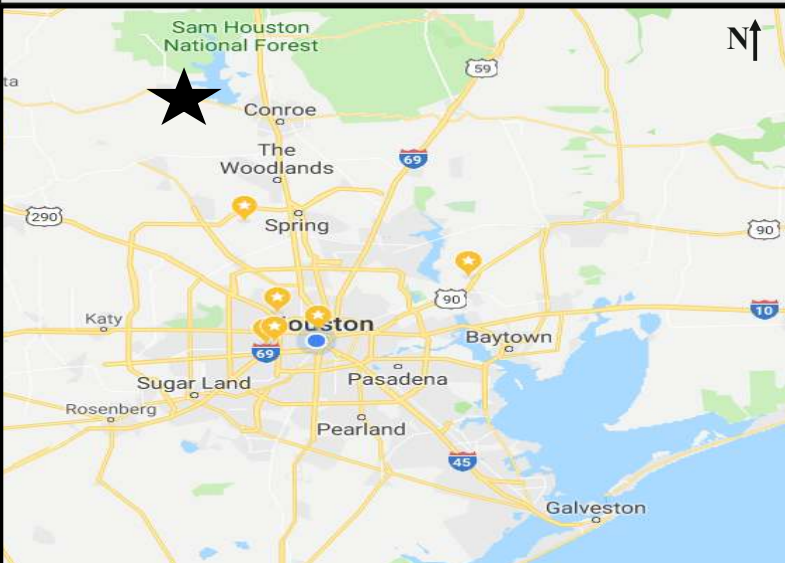 Sam Houston
National Forest
N
59
ta
Conroe
The
Woodlands
69
290
Spring
90
90
Katy
Houston
10
69
Baytown
Sugar Land
Pasadena
Rosenberg
Pearland
45
Galveston